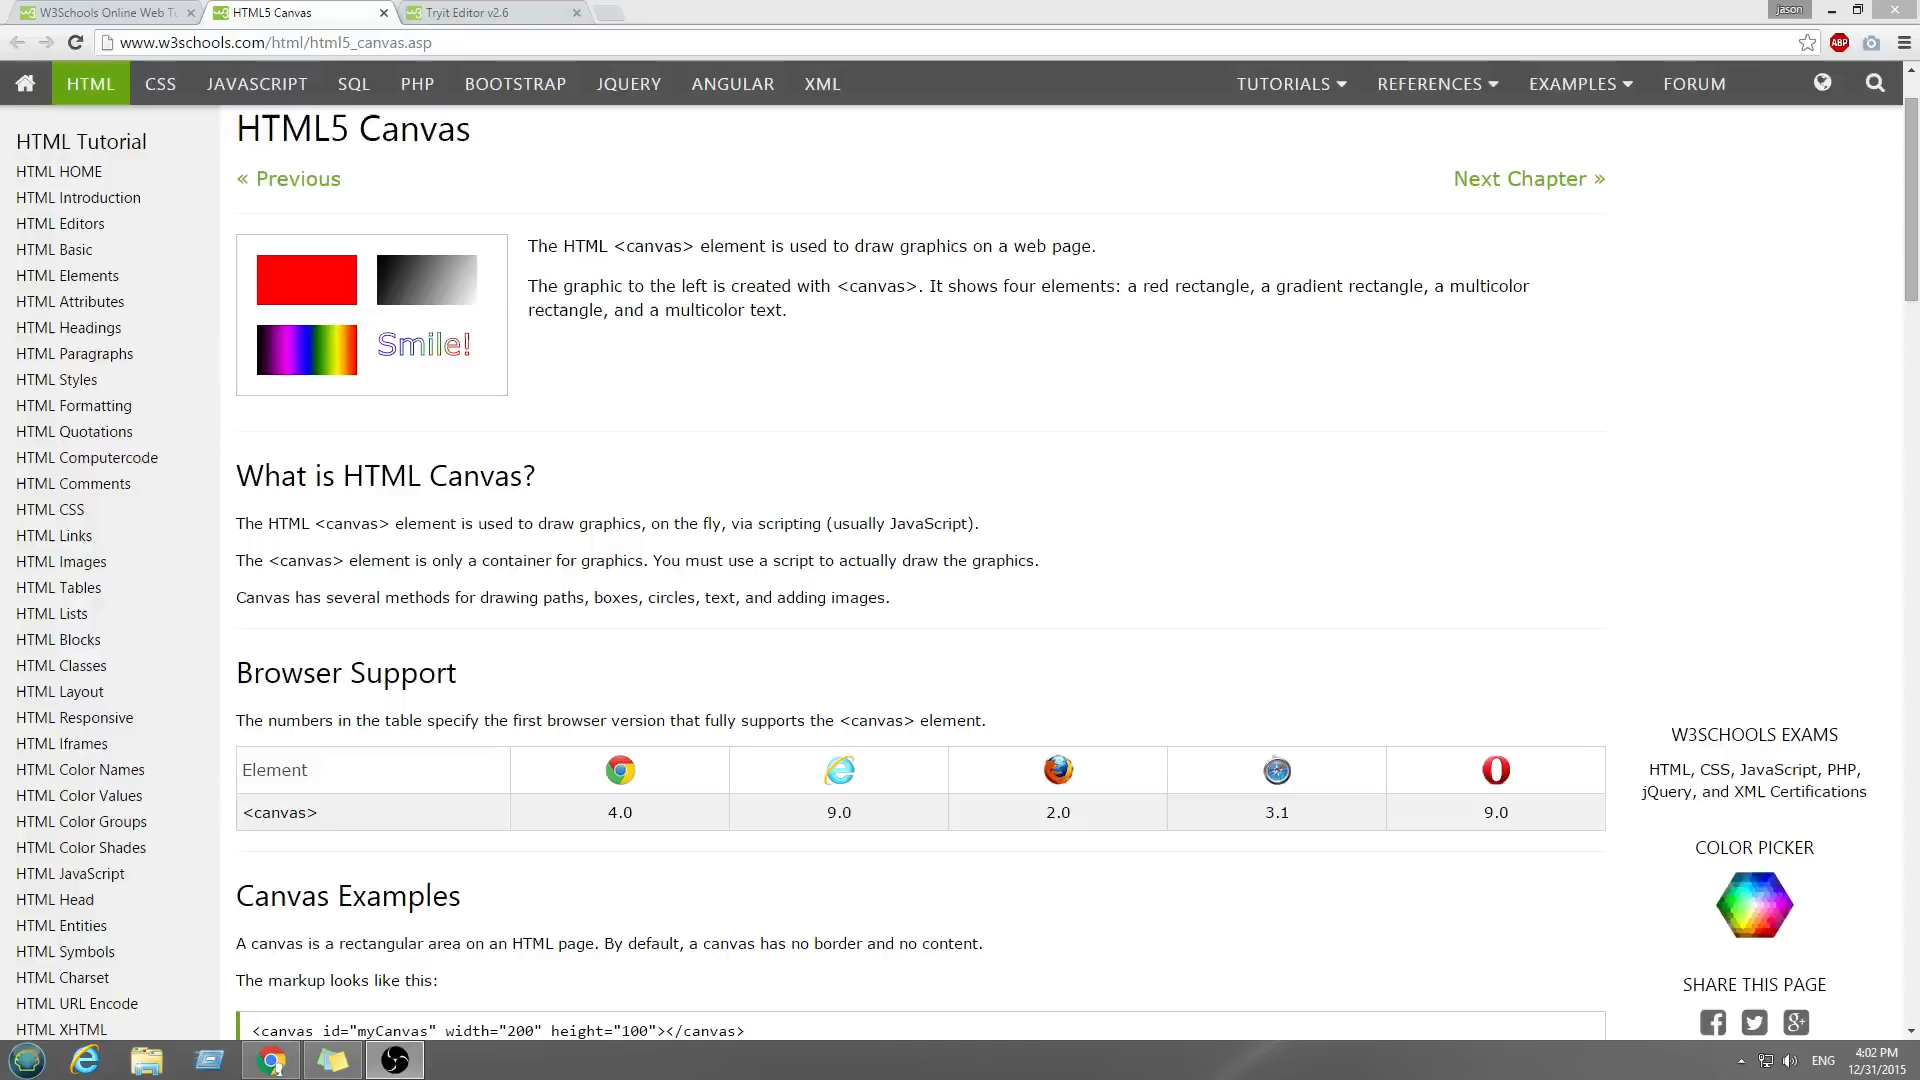 W3Schools Online Web Tu
HTML5 Canvas
Tryit Editor v2.6
jason
www.w3schools.com/html/html5_canvas.asp
ABP
HTML CSS JAVASCRIPT SQL PHP BOOTSTRAP JQUERY ANGULAR XML TUTORIALS REFERENCES EXAMPLES FORUM
HTML Tutorial
HTML HOME
HTML Introduction
HTML Editors
HTML Basic
HTML Elements
HTML Attributes
HTML Headings
HTML Paragraphs
HTML Styles
HTML Formatting
HTML Quotations
HTML Computercode
HTML Comments
HTML CSS
HTML Links
HTML Images
HTML Tables
HTML Lists
HTML Blocks
HTML Classes
HTML Layout
HTML Responsive
HTML Iframes
HTML Color Names
HTML Color Values
HTML Color Groups
HTML Color Shades
HTML JavaScript
HTML Head
HTML Entities
HTML Symbols
HTML Charset
HTML URL Encode
HTML XHTML
HTML5 Canvas
« Previous
Next Chapter »
Smile!
The HTML <canvas> element is used to draw graphics on a web page.
The graphic to the left is created with <canvas>. It shows four elements: a red rectangle, a gradient rectangle, a multicolor
rectangle, and a multicolor text.
What is HTML Canvas?
The HTML <canvas> element is used to draw graphics, on the fly, via scripting (usually JavaScript).
The <canvas> element is only a container for graphics. You must use a script to actually draw the graphics.
Canvas has several methods for drawing paths, boxes, circles, text, and adding images.
Browser Support
The numbers in the table specify the first browser version that fully supports the <canvas> element.
Element
<canvas> 4.0 9.0 2.0 3.1 9.0
Canvas Examples
A canvas is a rectangular area on an HTML page. By default, a canvas has no border and no content.
The markup looks like this:
<canvas id="myCanvas" width="200" height="100"></canvas>
W3SCHOOLS EXAMS
HTML, CSS, JavaScript, PHP,
jQuery, and XML Certifications
COLOR PICKER
SHARE THIS PAGE
ENG
4:02 PM
12/31/2015